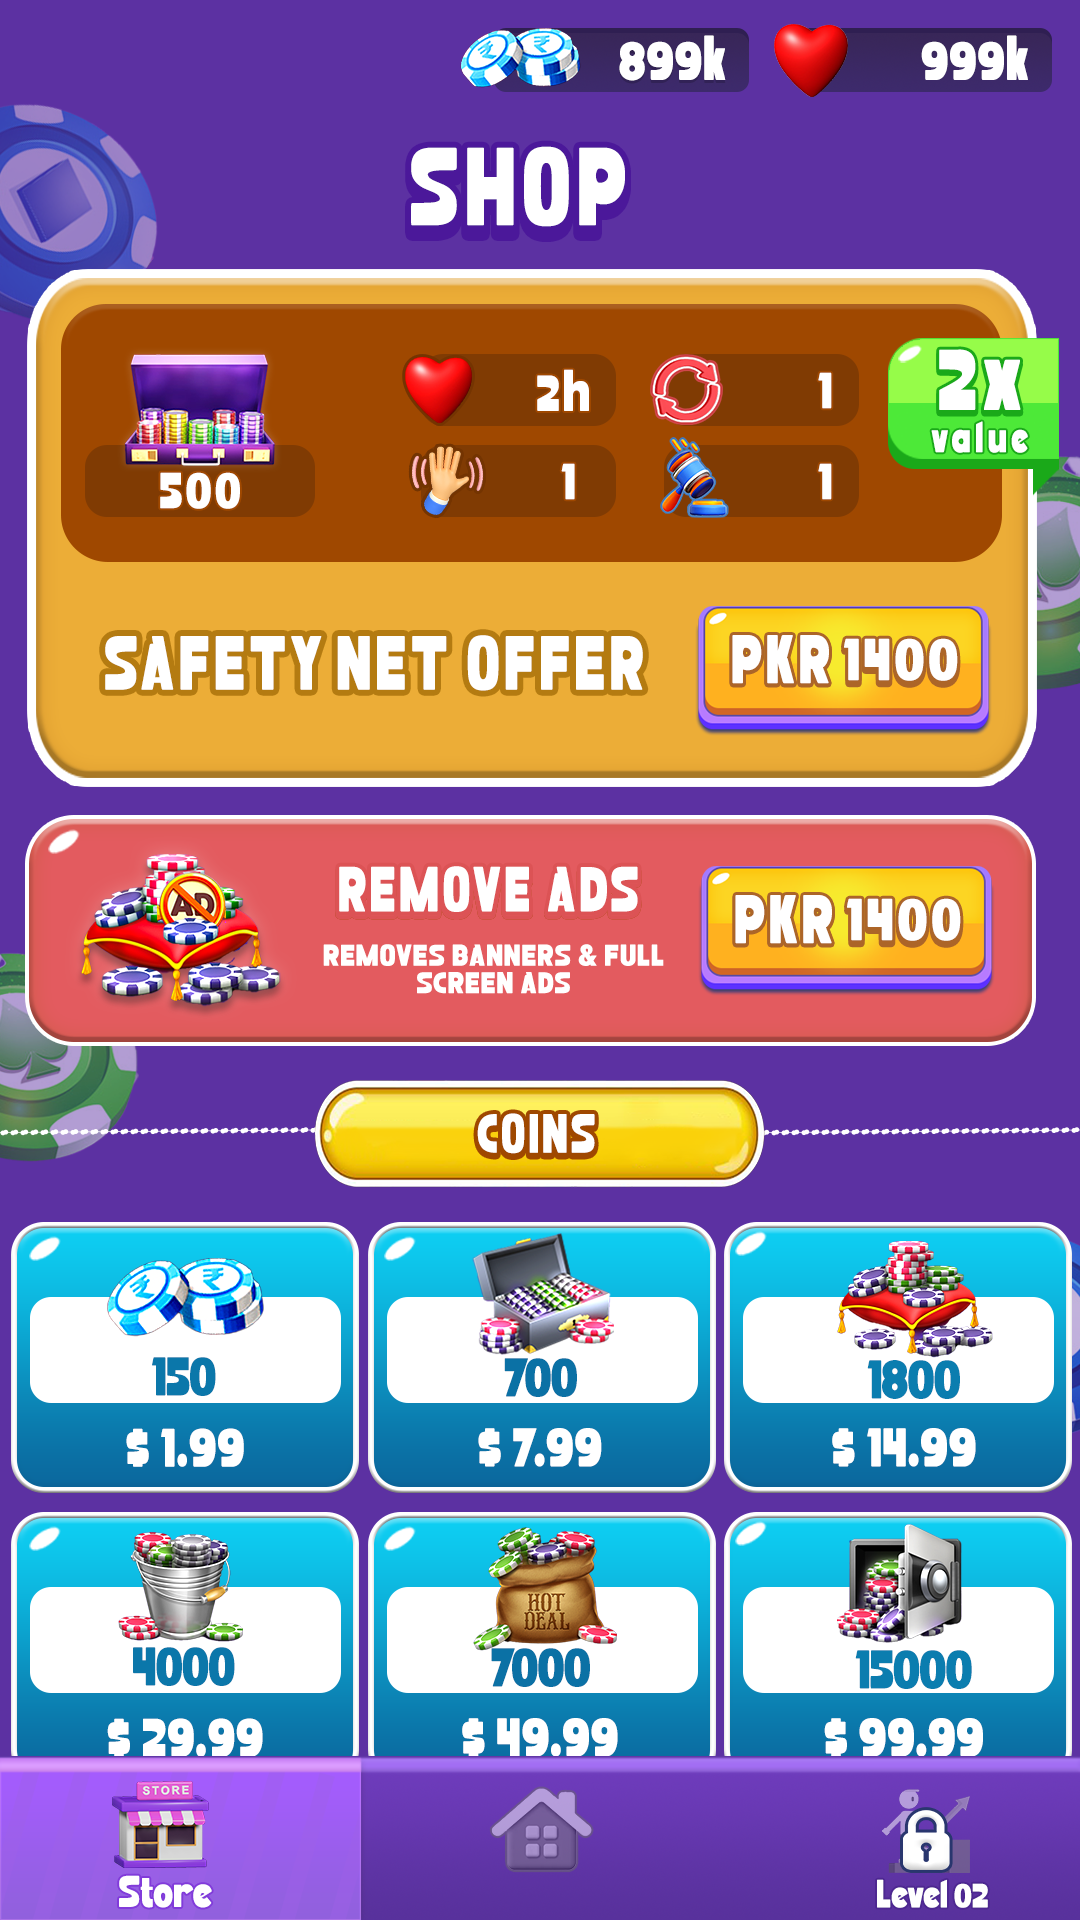 899k 999k
SHOP
2h 1
2x
value
500 1 1
SAFETY NET OFFER PKR 1400
AD
REMOVE ADS PKR 1400
REMOVES BANNERS & FULL
SCREEN ADS
COINS
150 700 1800
$ 1.99 $ 7.99 $ 14.99
HOT
DEAL
4000 7000 15000
$ 29.99 $ 49.99 $ 99.99
STORE
Store Level 02